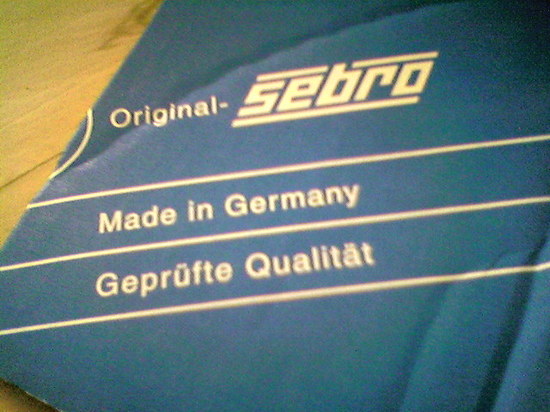 Original- sebro
Made in Germany
Geprüfte Qualität